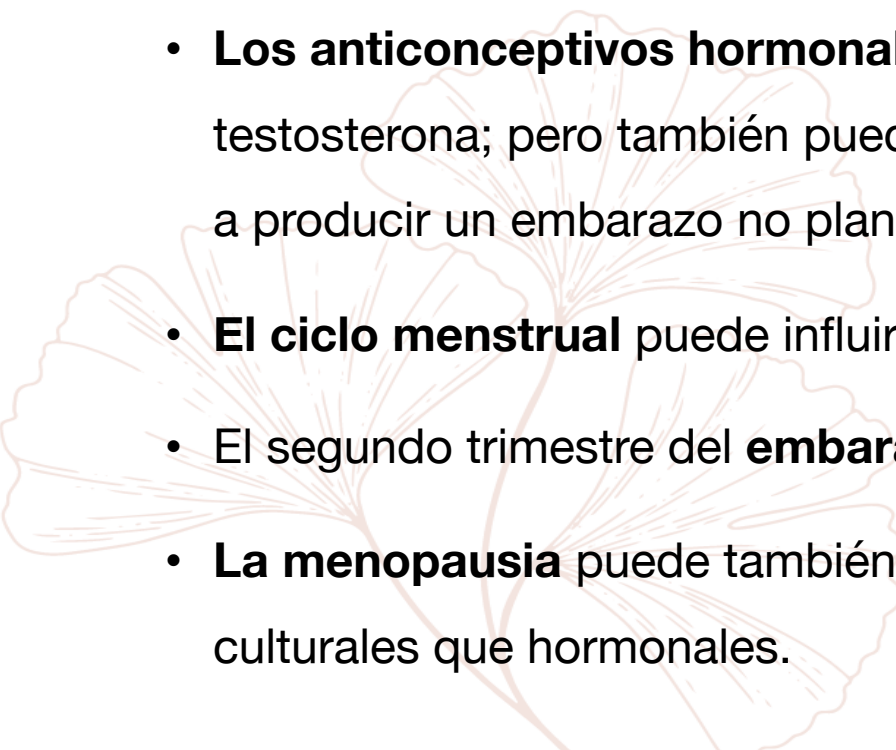 • Los anticonceptivos hormonal
testosterona; pero también pued
a producir un embarazo no plan
• El ciclo menstrual puede influir
• El segundo trimestre del embara
• La menopausia puede también
culturales que hormonales.